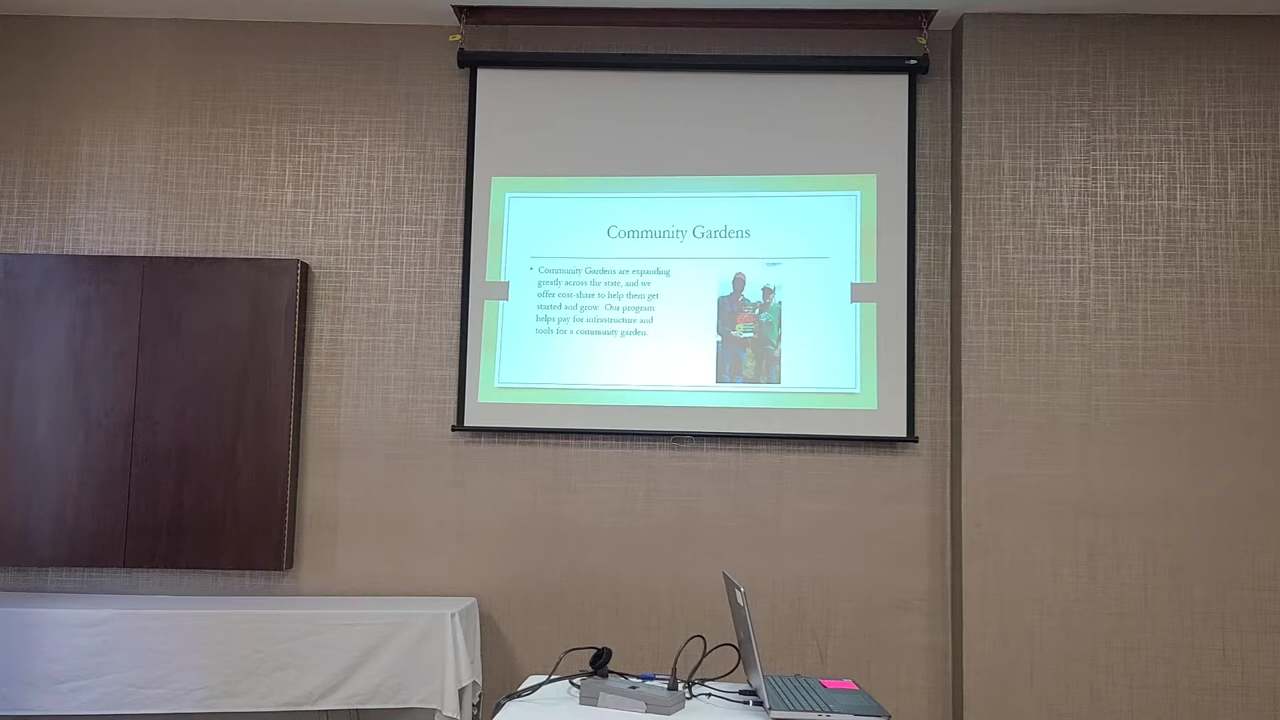 Community Gardens
• Community Gardens are expanding
greatly across the state, and we
offer cost-share to help them get
started and grow. Our program
helps pay for infrastructure and
tools for a community garden.